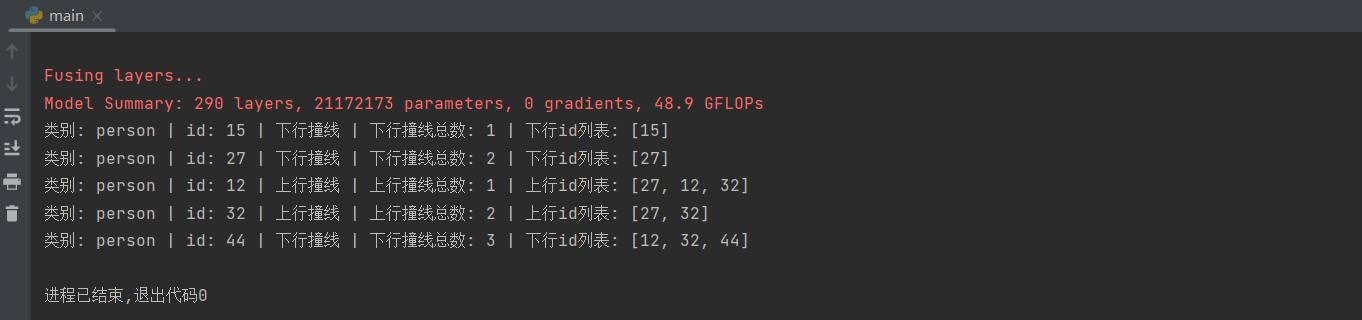 main
Fusing layers...
Model Summary: 290 layers, 21172173 parameters, 0 gradients, 48.9 GFLOPs
类别: person | id: 15 | 下行撞线 | 下行撞线总数: 1 | 下行id列表: [15]
类别: person | id: 27 | 下行撞线 | 下行撞线总数: 2 | 下行id列表: [27]
类别: person | id: 12 | 上行撞线 | 上行撞线总数: 1 | 上行id列表: [27, 12, 32]
类别: person | id: 32 | 上行撞线 | 上行撞线总数: 2 | 上行id列表: [27, 32]
类别: person | id: 44 | 下行撞线 | 下行撞线总数: 3 | 下行id列表: [12, 32, 44]
进程已结束,退出代码0